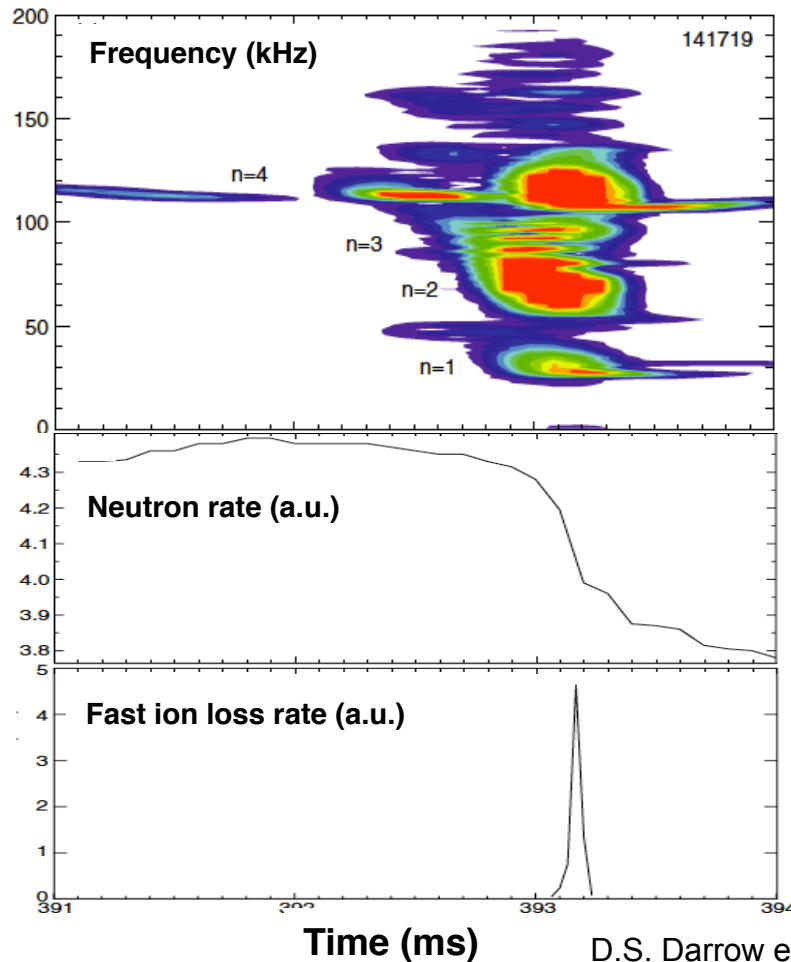 200
Frequency (kHz)
141719
150
n=4
100
n=3
n=2
50
n=1
0
4.3
Neutron rate (a.u.)
4.2
4.1
4.0
3.9
3.8
5
Fast ion loss rate (a.u.)
4
3
2
1
0
391
393
394
Time (ms)
D.S. Darrow e